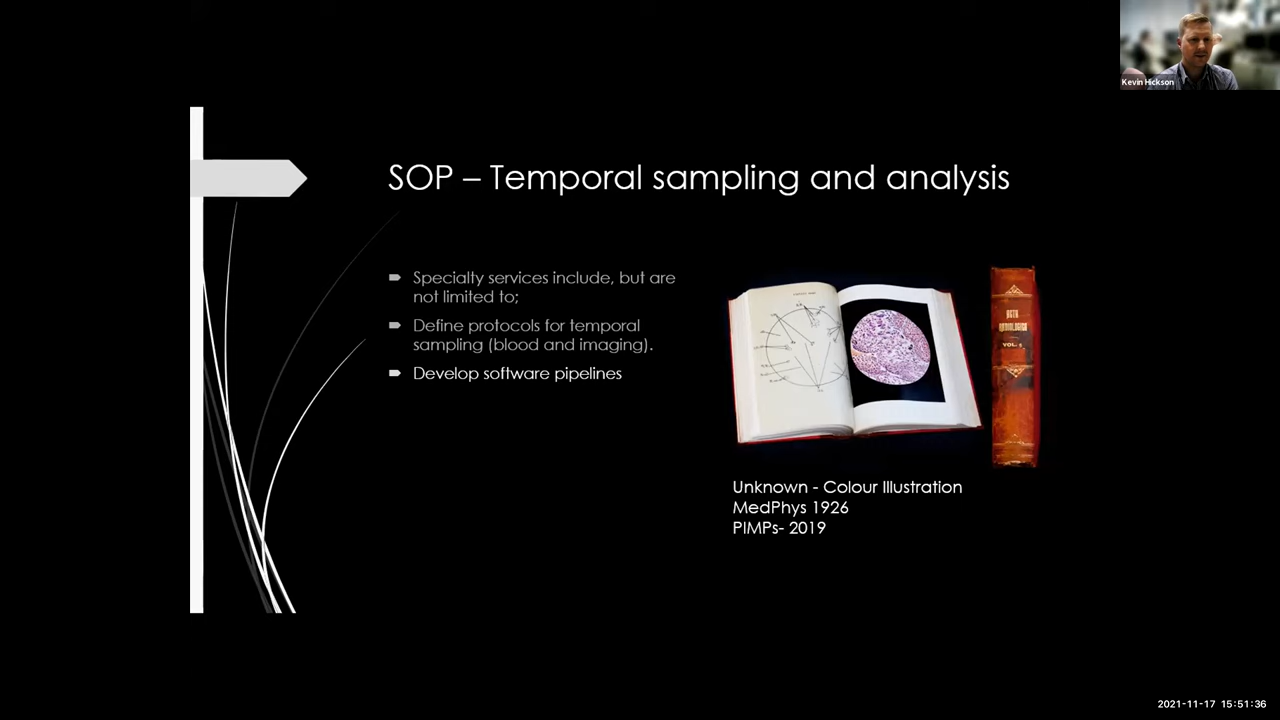 Kevin Hickson
SOP – Temporal sampling and analysis
Specialty services include, but are
not limited to;
Define protocols for temporal
sampling (blood and imaging).
Develop software pipelines
VOL.
Unknown - Colour Illustration
MedPhys 1926
PIMPs- 2019
2021-11-17 15:51:36